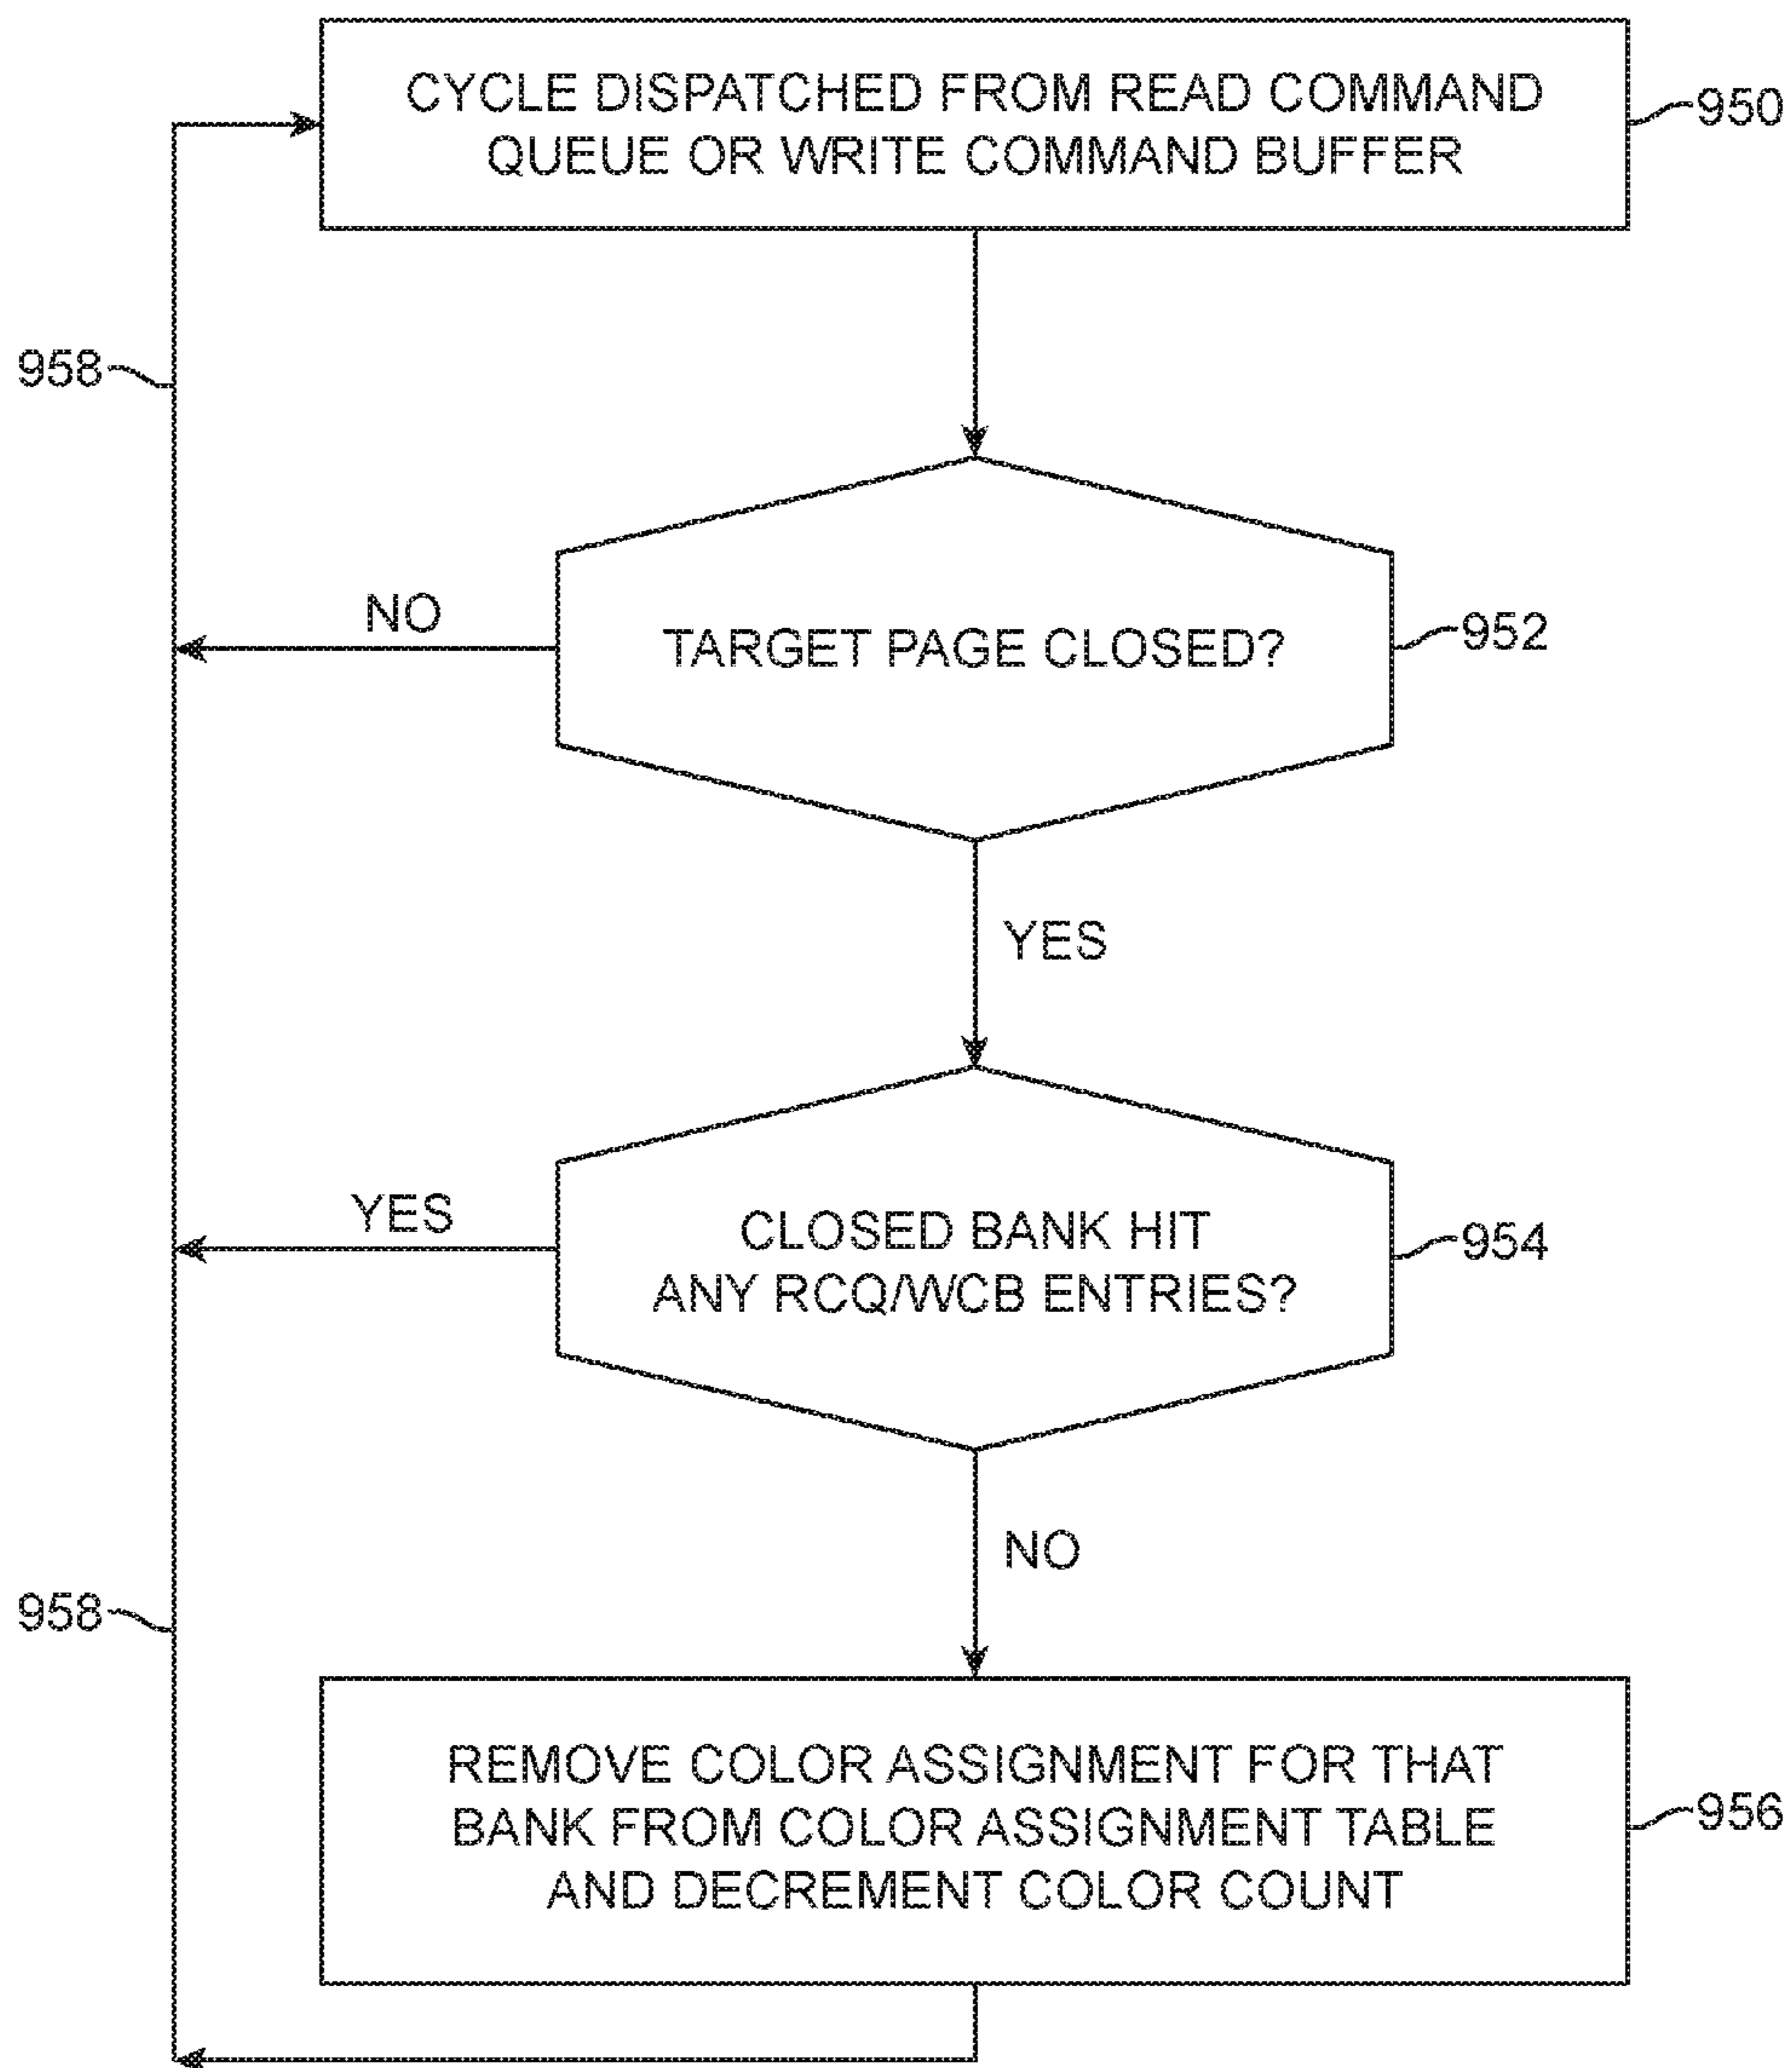 CYCLE DISPATCHED FROM READ COMMAND
QUEUE OR WRITE COMMAND BUFFER
950
958
NO
TARGET PAGE CLOSED?
952
YES
YES
CLOSED BANK HIT
ANY RCQ/WCB ENTRIES?
954
NO
958
REMOVE COLOR ASSIGNMENT FOR THAT
BANK FROM COLOR ASSIGNMENT TABLE
AND DECREMENT COLOR COUNT
956